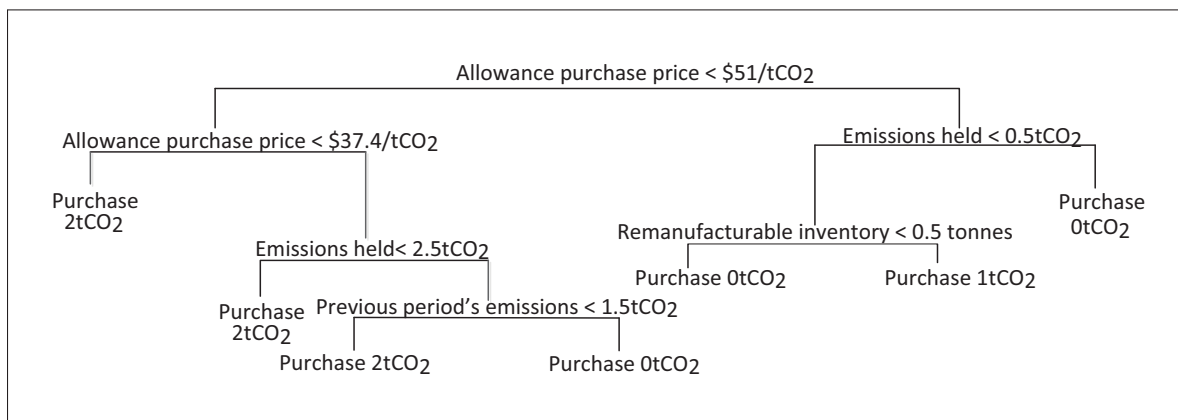 Allowance purchase price < $51/tCO2
Allowance purchase price < $37.4/tCO2
Emissions held < 0.5tCO2
Purchase
2tCO2
Purchase
0tCO2
Remanufacturable inventory < 0.5 tonnes
Emissions held< 2.5tCO2
Purchase 0tCO2
Purchase 1tCO2
Purchase
2tCO2
Previous period’s emissions < 1.5tCO2
Purchase 2tCO2
Purchase 0tCO2